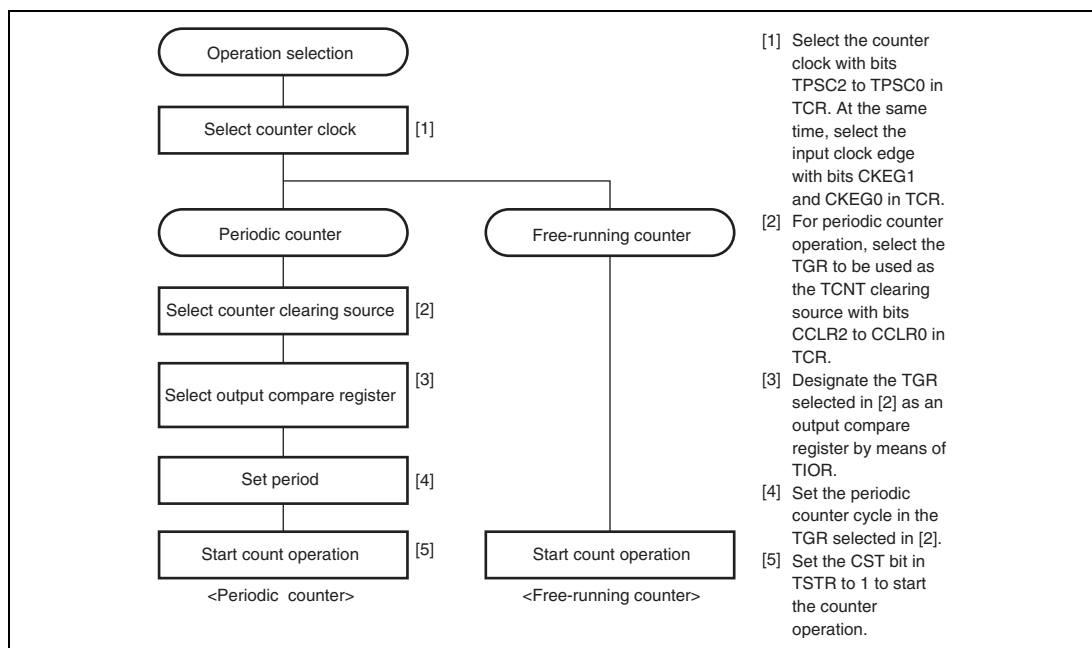 Operation selection
Select counter clock
[1]
Periodic counter
Free-running counter
Select counter clearing source
[2]
Select output compare register
[3]
Set period
[4]
Start count operation
[5]
Start count operation
<Periodic counter>
<Free-running counter>
[1] Select the counter
clock with bits
TPSC2 to TPSC0 in
TCR. At the same
time, select the
input clock edge
with bits CKEG1
and CKEG0 in TCR.
[2] For periodic counter
operation, select the
TGR to be used as
the TCNT clearing
source with bits
CCLR2 to CCLR0 in
TCR.
[3] Designate the TGR
selected in [2] as an
output compare
register by means of
TIOR.
[4] Set the periodic
counter cycle in the
TGR selected in [2].
[5] Set the CST bit in
TSTR to 1 to start
the counter
operation.